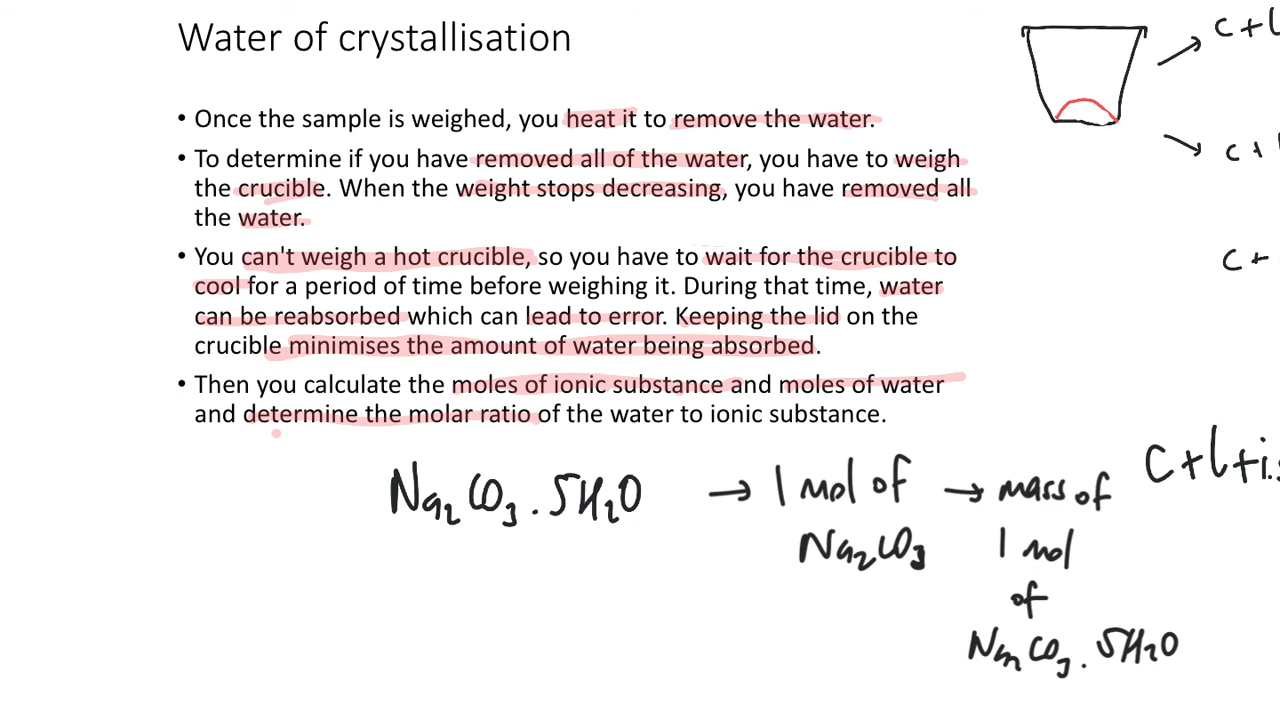 Water of crystallisation
• Once the sample is weighed, you heat it to remove the water.
• To determine if you have removed all of the water, you have to weigh
the crucible. When the weight stops decreasing, you have removed all
the water.
• You can't weigh a hot crucible, so you have to wait for the crucible to
cool for a period of time before weighing it. During that time, water
can be reabsorbed which can lead to error. Keeping the lid on the
crucible minimises the amount of water being absorbed.
• Then you calculate the moles of ionic substance and moles of water
and determine the molar ratio of the water to ionic substance.
c+l
c+
c+
c+l+i.s
Na₂CO₃.5H₂O → 1 mol of → mass of
Na₂CO₃ 1 mol
of
Na₂CO₃.5H₂O